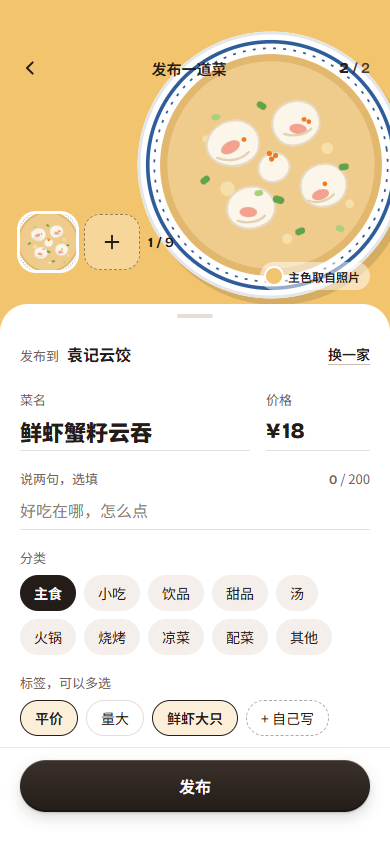 发布一道菜
2 / 2
1 / 9
主色取自照片
发布到 袁记云饺 换一家
菜名 价格
鲜虾蟹籽云吞 ¥18
说两句，选填 0 / 200
好吃在哪，怎么点
分类
主食 小吃 饮品 甜品 汤
火锅 烧烤 凉菜 配菜 其他
标签，可以多选
平价 量大 鲜虾大只 + 自己写
发布